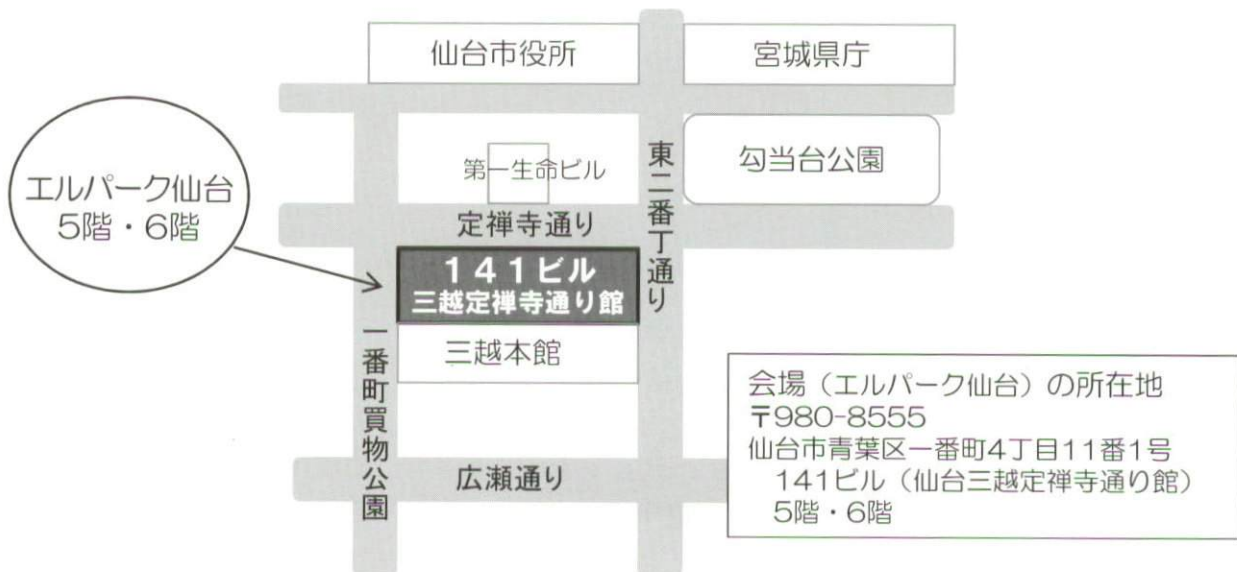 仙台市役所
宮城県庁
エルパーク仙台
5階・6階
第一生命ビル
勾当台公園
東二番丁通り
定禅寺通り
141ビル
三越定禅寺通り館
三越本館
一番町買物公園
広瀬通り
会場（エルパーク仙台）の所在地
〒980-8555
仙台市青葉区一番町4丁目11番1号
141ビル（仙台三越定禅寺通り館）
5階・6階